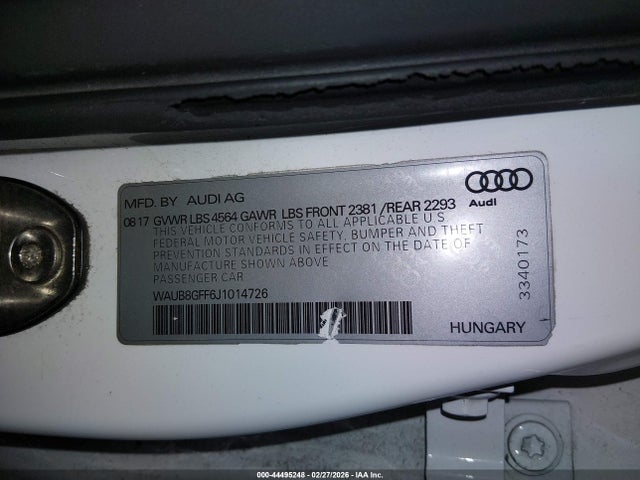 MFD. BY AUDI AG
08 17 GVWR LBS 4564 GAWR LBS FRONT 2381 / REAR 2293
THIS VEHICLE CONFORMS TO ALL APPLICABLE U S
FEDERAL MOTOR VEHICLE SAFETY, BUMPER AND THEFT
PREVENTION STANDARDS IN EFFECT ON THE DATE OF
MANUFACTURE SHOWN ABOVE
PASSENGER CAR
WAUB8GFF6J1014726
Audi
3340173
HUNGARY
000-44495248 - 02/27/2026 - IAA Inc.